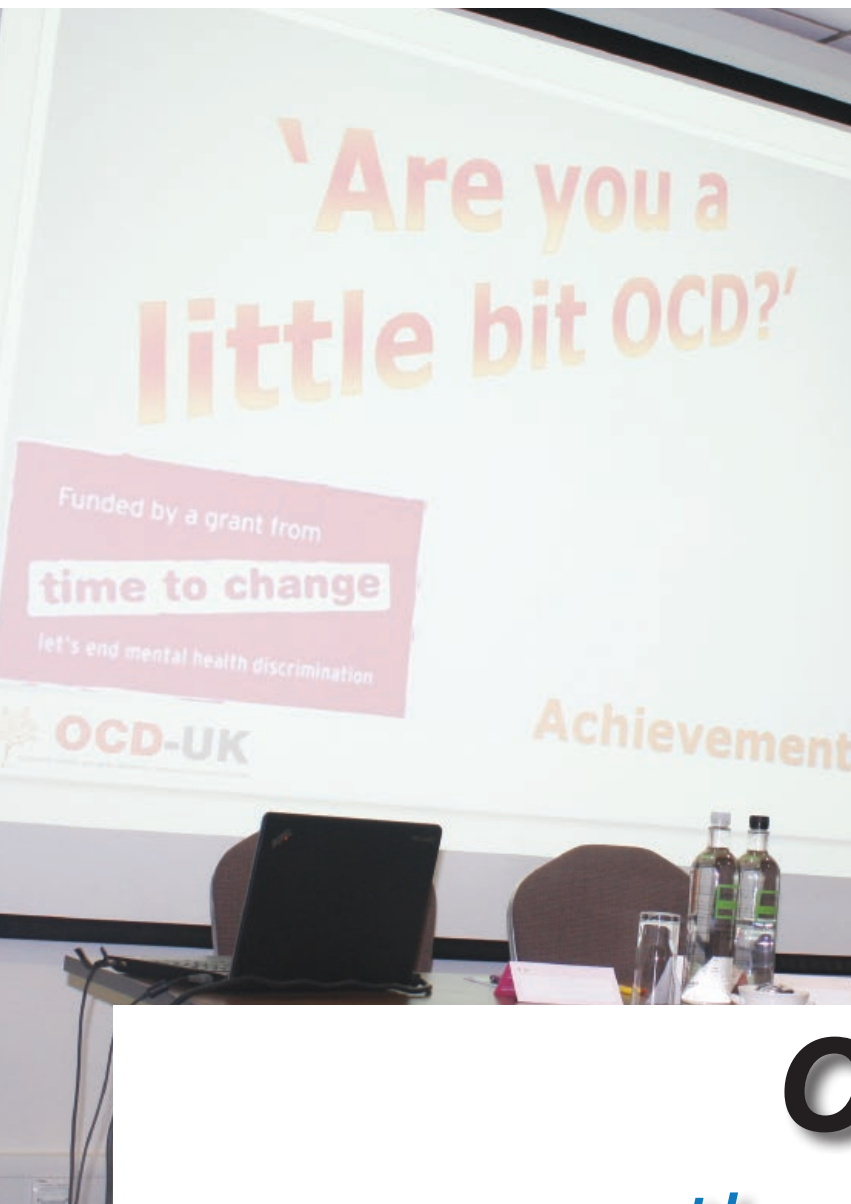 'Are you a
little bit OCD?'
Funded by a grant from
time to change
let's end mental health discrimination
OCD-UK
Achievement